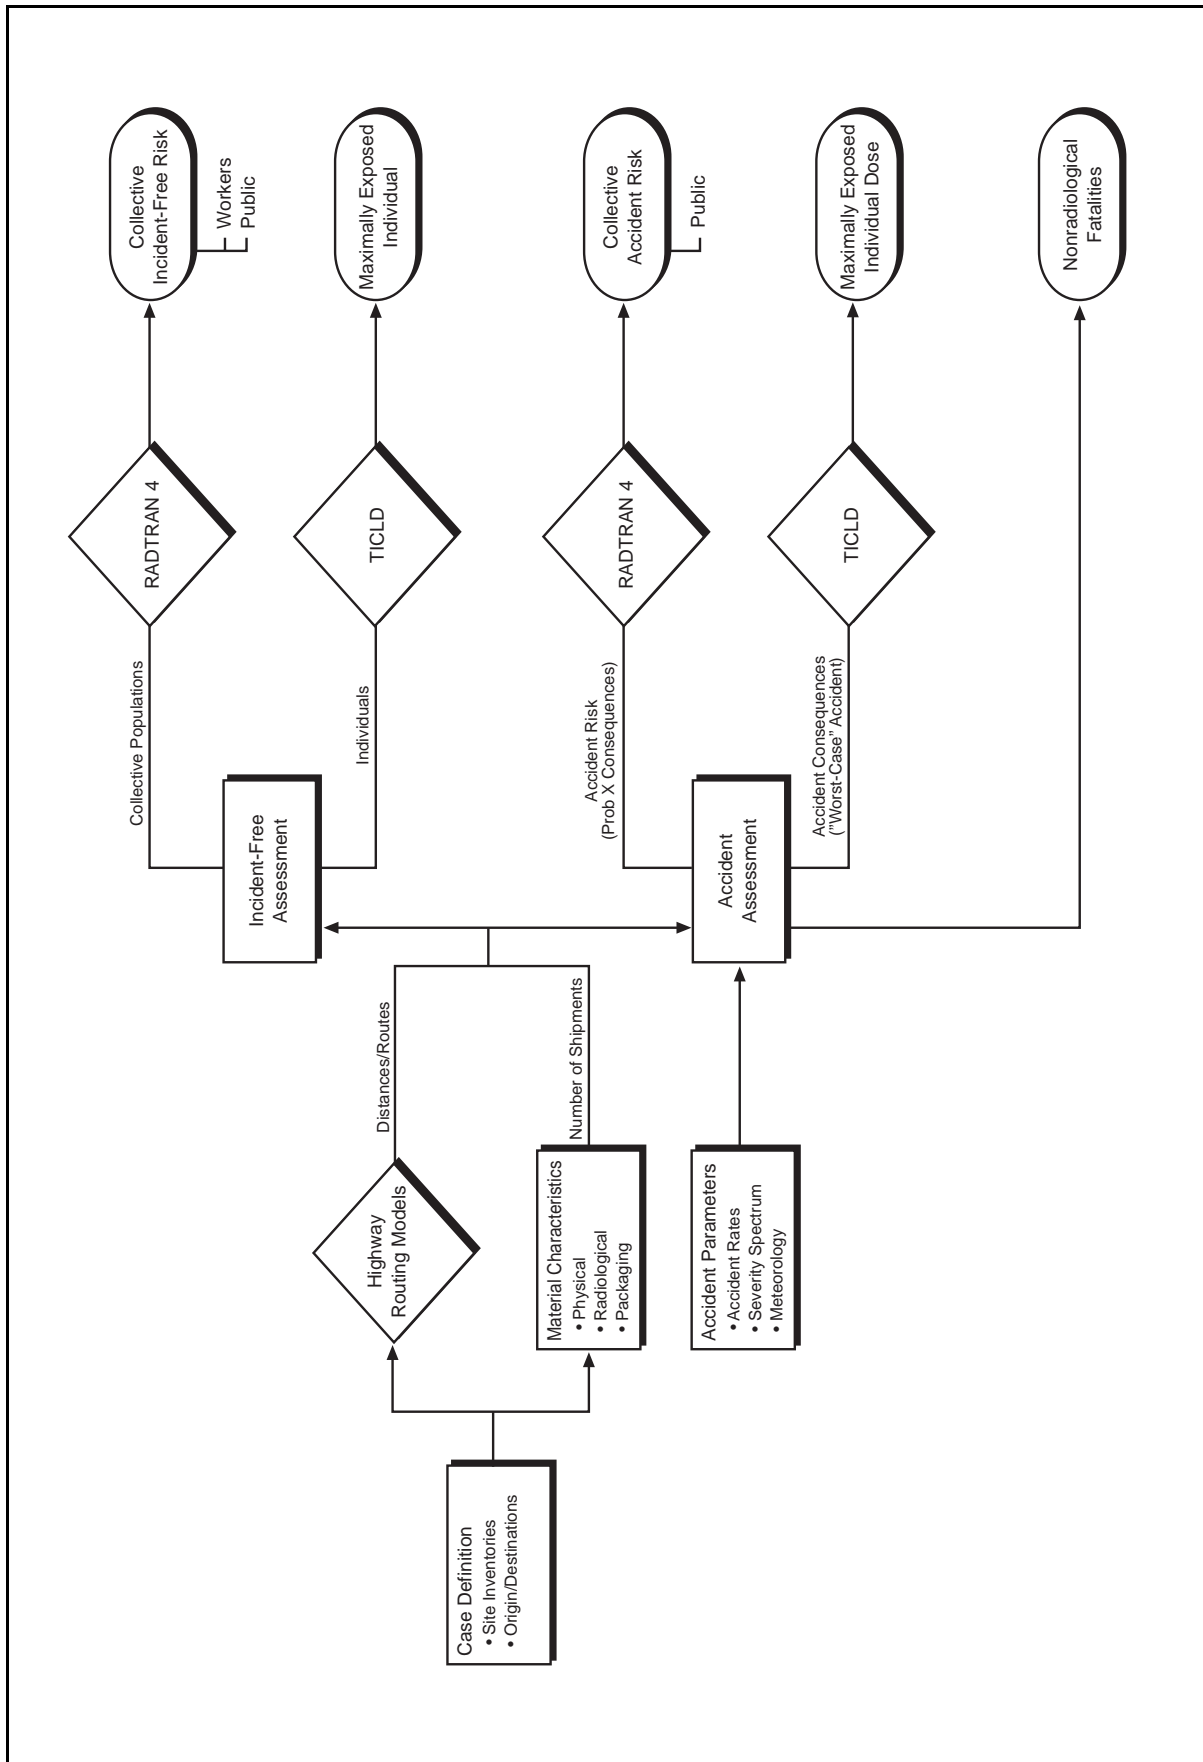 Case Definition
• Site Inventories
• Origin/Destinations
Highway
Routing Models
Distances/Routes
Material Characteristics
• Physical
• Radiological
• Packaging
Number of Shipments
Accident Parameters
• Accident Rates
• Severity Spectrum
• Meteorology
Incident-Free
Assessment
Accident
Assessment
Collective Populations
Individuals
Accident Risk
(Prob X Consequences)
Accident Consequences
("Worst-Case" Accident)
RADTRAN 4
TICLD
RADTRAN 4
TICLD
Collective
Incident-Free Risk
Workers
Public
Maximally Exposed
Individual
Collective
Accident Risk
Public
Maximally Exposed
Individual Dose
Nonradiological
Fatalities